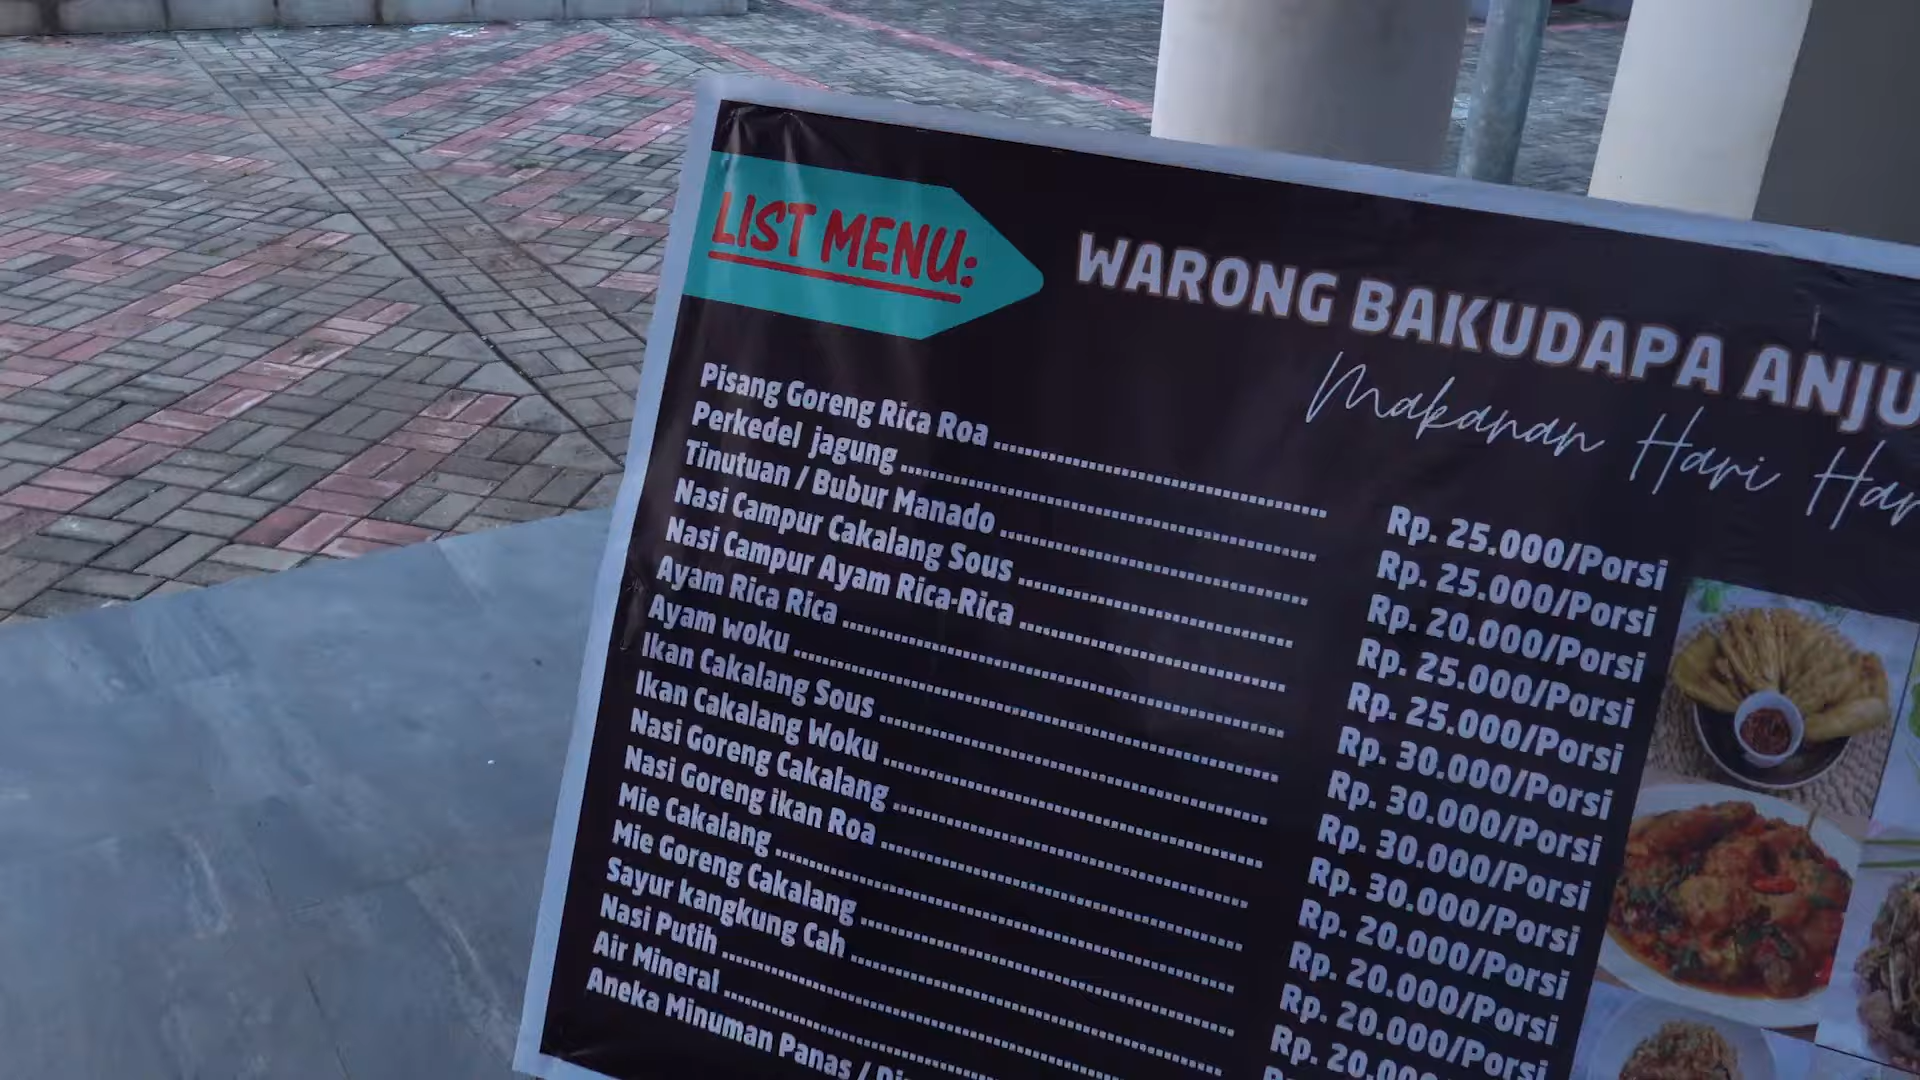 LIST MENU:
WARONG BAKUDAPA ANJU
Makanan Hari Har
Pisang Goreng Rica Roa ........ Rp. 25.000/Porsi
Perkedel jagung ........ Rp. 25.000/Porsi
Tinutuan / Bubur Manado ........ Rp. 20.000/Porsi
Nasi Campur Cakalang Sous ........ Rp. 25.000/Porsi
Nasi Campur Ayam Rica-Rica ........ Rp. 25.000/Porsi
Ayam Rica Rica ........ Rp. 30.000/Porsi
Ayam woku ........ Rp. 30.000/Porsi
Ikan Cakalang Sous ........ Rp. 30.000/Porsi
Ikan Cakalang Woku ........ Rp. 30.000/Porsi
Nasi Goreng Cakalang ........ Rp. 20.000/Porsi
Nasi Goreng ikan Roa ........ Rp. 20.000/Porsi
Mie Cakalang ........ Rp. 20.000/Porsi
Mie Goreng Cakalang ........ Rp. 20.000
Sayur kangkung Cah
Nasi Putih
Air Mineral
Aneka Minuman Panas /